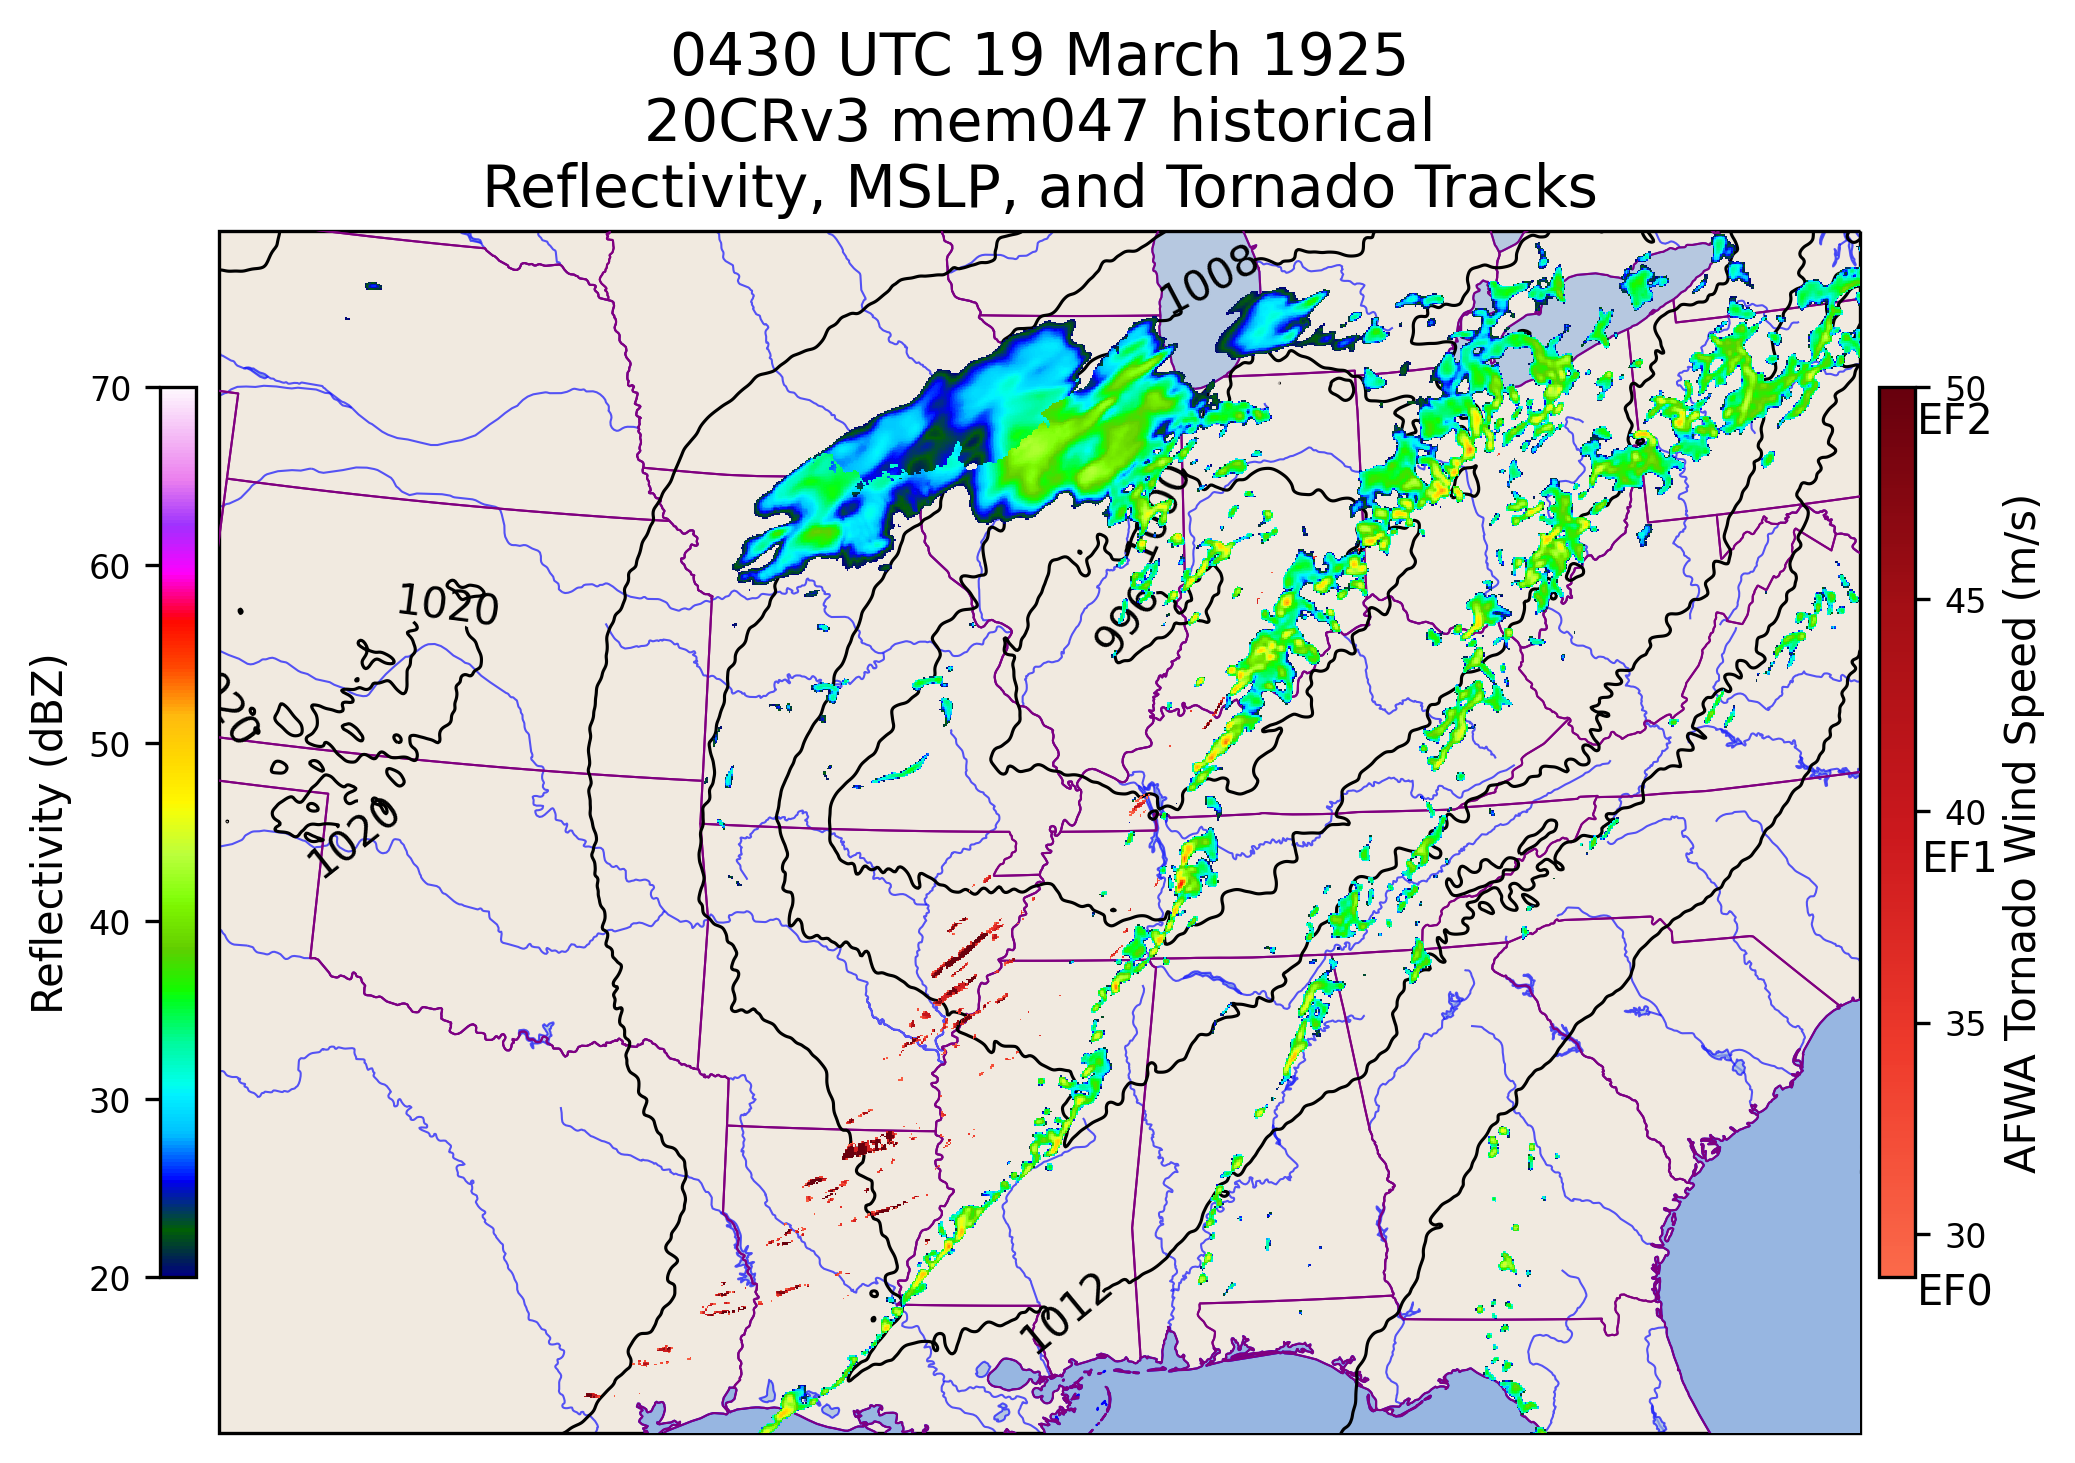 0430 UTC 19 March 1925
20CRv3 mem047 historical
Reflectivity, MSLP, and Tornado Tracks
1008
100
996
1020
020
1020
1012
Reflectivity (dBZ)
70
60
50
40
30
20
50
EF2
45
40
EF1
35
30
EF0
AFWA Tornado Wind Speed (m/s)